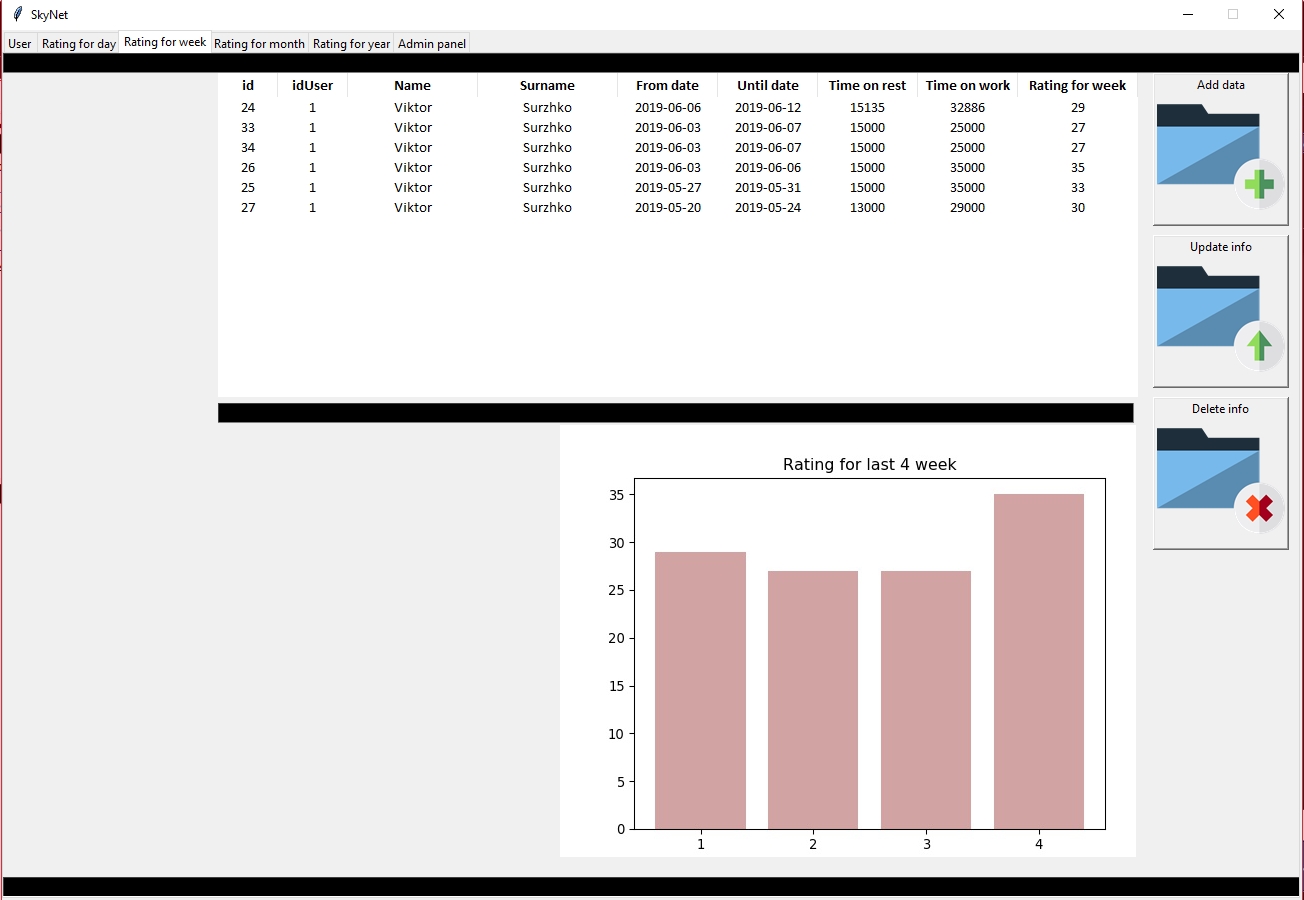 SkyNet
User Rating for day Rating for week Rating for month Rating for year Admin panel
id idUser Name Surname From date Until date Time on rest Time on work Rating for week
24 1 Viktor Surzhko 2019-06-06 2019-06-12 15135 32886 29
33 1 Viktor Surzhko 2019-06-03 2019-06-07 15000 25000 27
34 1 Viktor Surzhko 2019-06-03 2019-06-07 15000 25000 27
26 1 Viktor Surzhko 2019-06-03 2019-06-06 15000 35000 35
25 1 Viktor Surzhko 2019-05-27 2019-05-31 15000 35000 33
27 1 Viktor Surzhko 2019-05-20 2019-05-24 13000 29000 30
Add data
Update info
Delete info
Rating for last 4 week
35
30
25
20
15
10
5
0
1 2 3 4